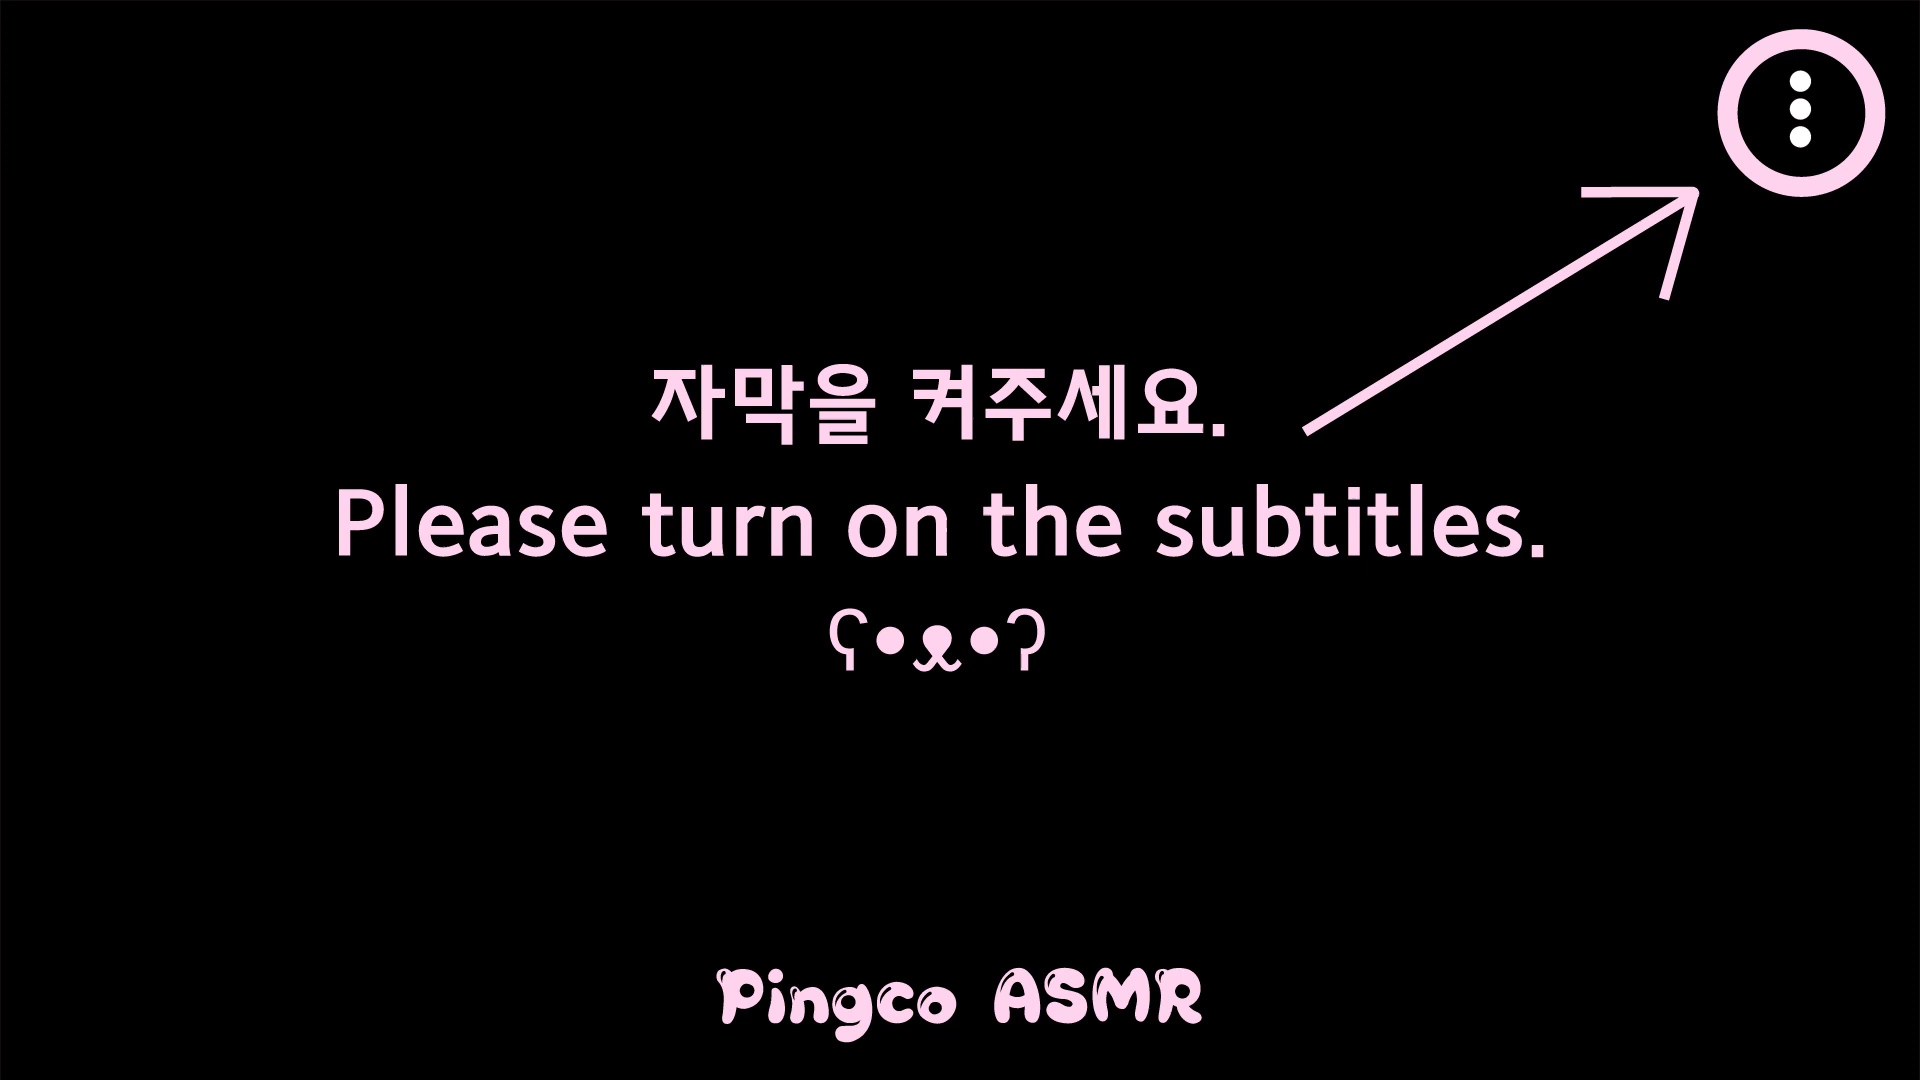 자막을 켜주세요.
Please turn on the subtitles.
ʕ•ᴥ•ʔ
Pingco ASMR